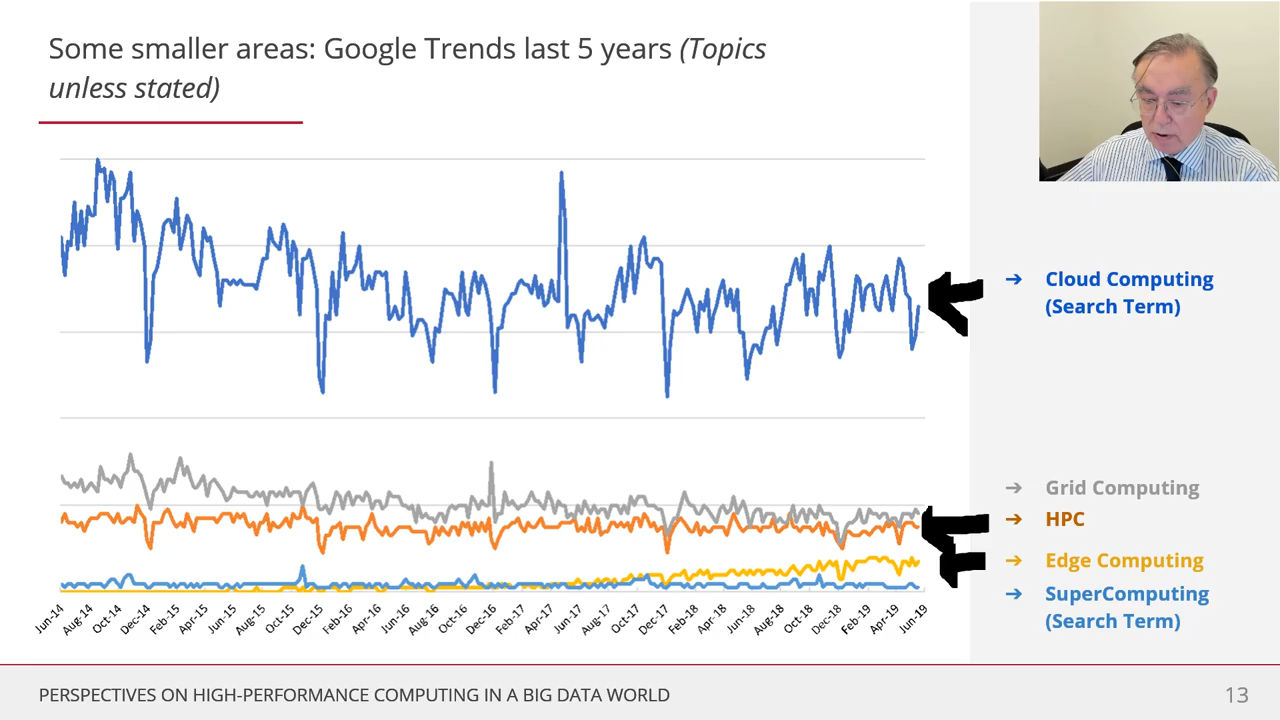 Some smaller areas: Google Trends last 5 years (Topics
unless stated)
➔ Cloud Computing
(Search Term)
➔ Grid Computing
➔ HPC
➔ Edge Computing
➔ SuperComputing
(Search Term)
Jun-14 Aug-14 Oct-14 Dec-14 Feb-15 Apr-15 Jun-15 Aug-15 Oct-15 Dec-15 Feb-16 Apr-16 Jun-16 Aug-16 Oct-16 Dec-16 Feb-17 Apr-17 Jun-17 Aug-17 Oct-17 Dec-17 Feb-18 Apr-18 Jun-18 Aug-18 Oct-18 Dec-18 Feb-19 Apr-19 Jun-19
PERSPECTIVES ON HIGH-PERFORMANCE COMPUTING IN A BIG DATA WORLD
13